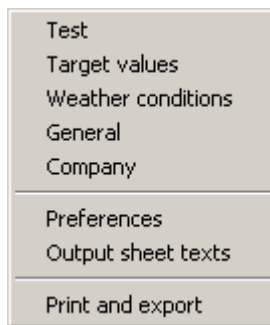 Test
Target values
Weather conditions
General
Company
Preferences
Output sheet texts
Print and export